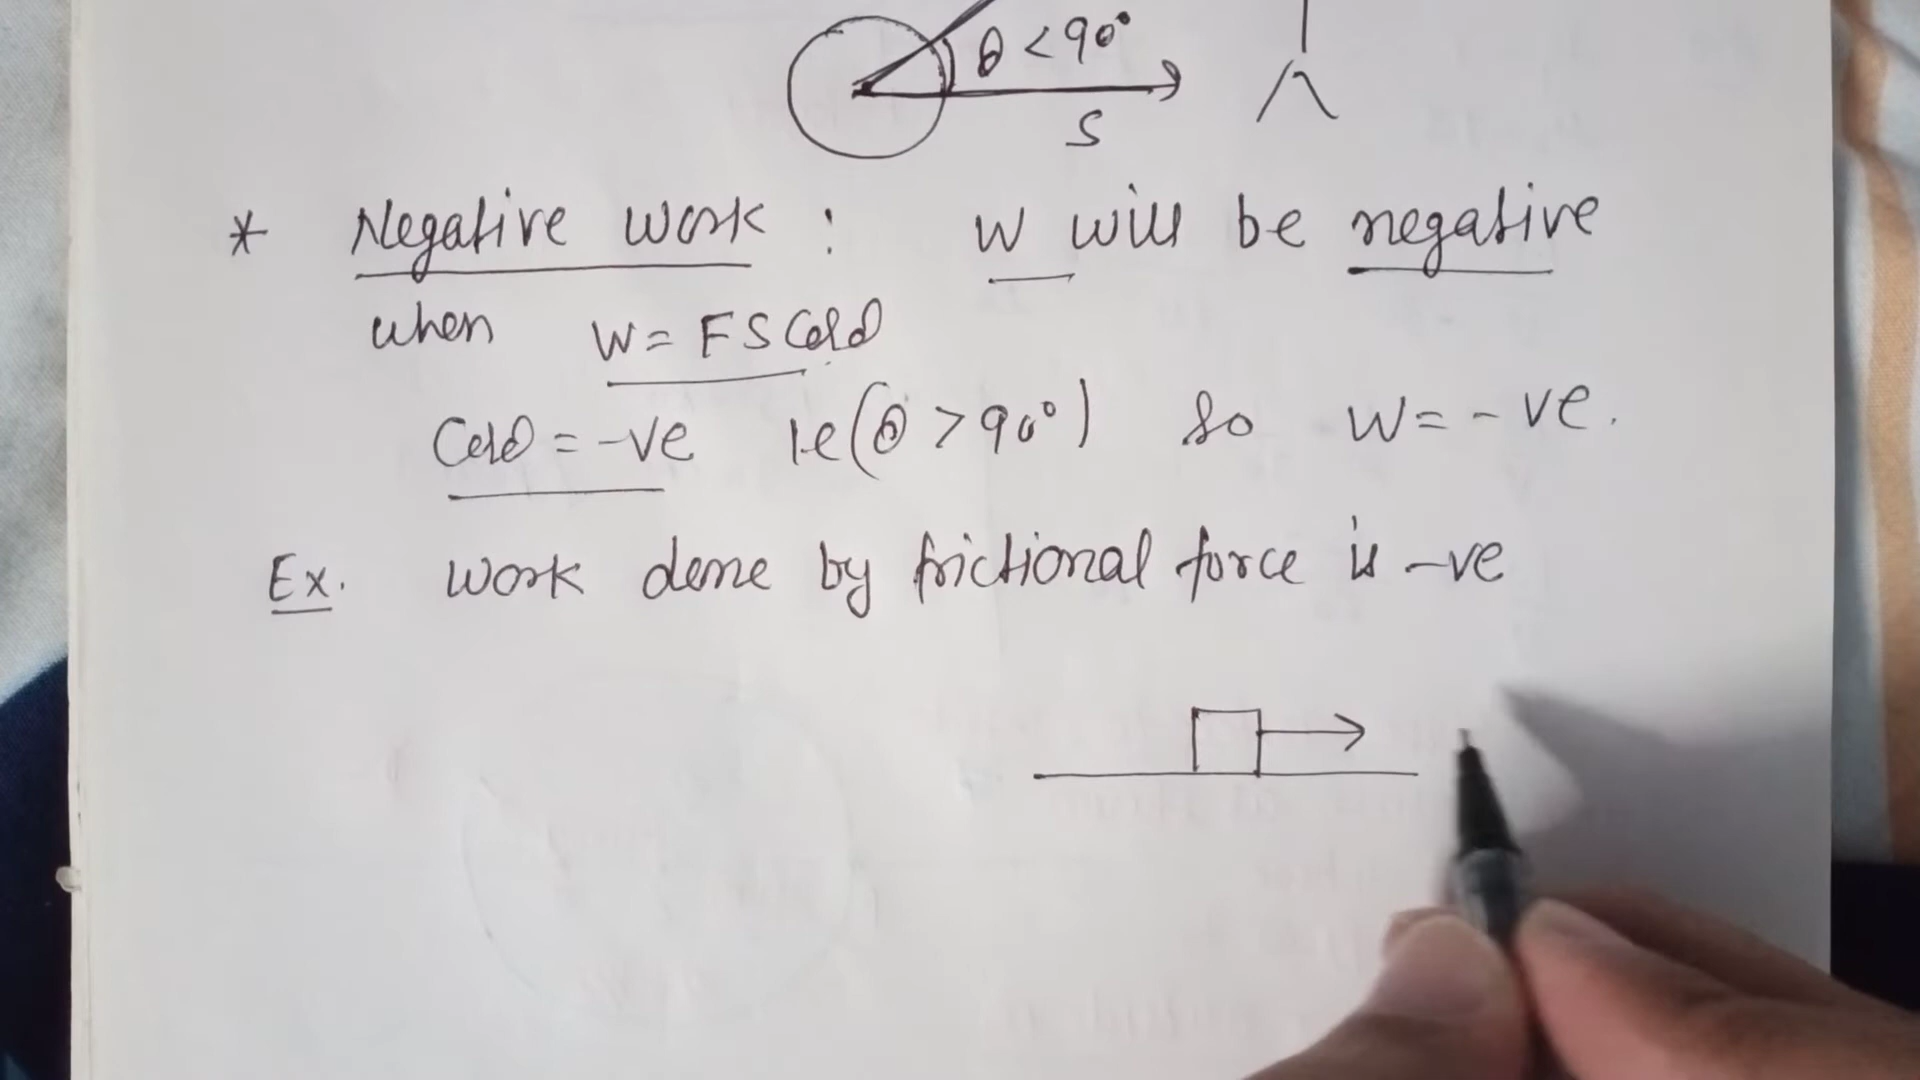 θ < 90°
S
* Negative work : W will be negative
when W = FS Cosθ
Cosθ = -ve i.e (θ > 90°) So W = - ve.
Ex. work done by frictional force is -ve